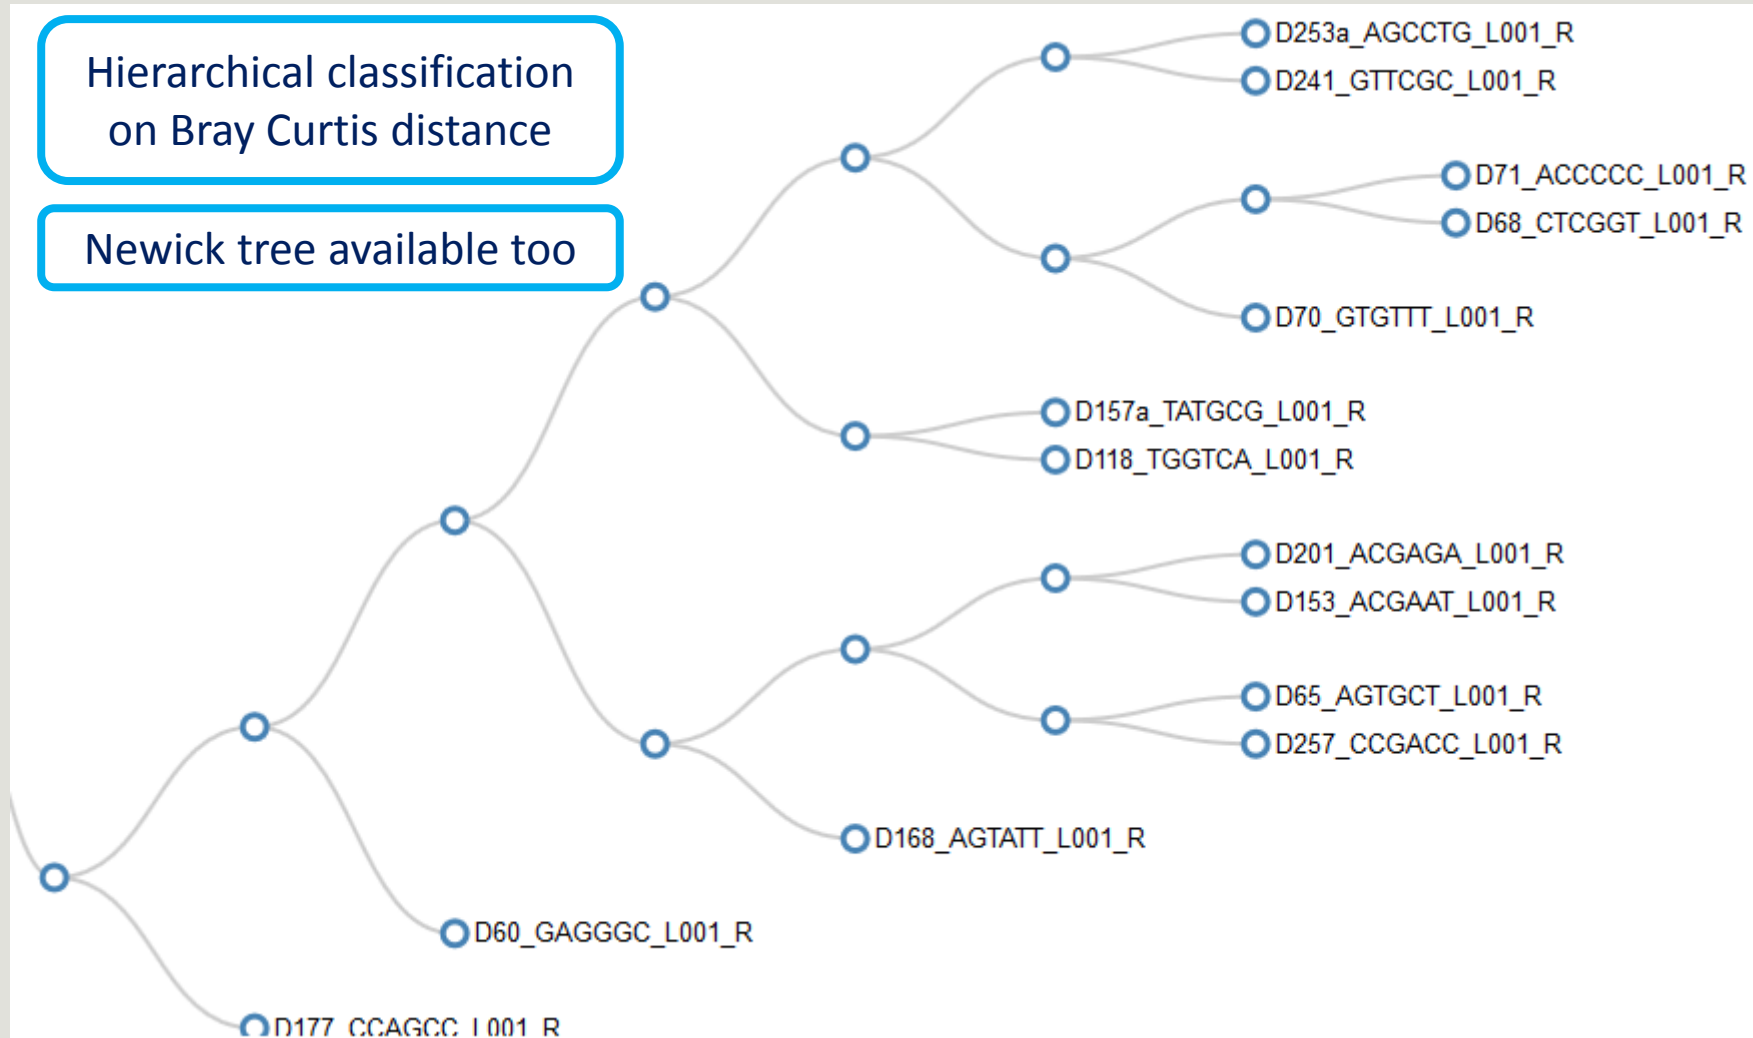 Hierarchical classification
on Bray Curtis distance
Newick tree available too
D253a_AGCCTG_L001_R
D241_GTTCGC_L001_R
D71_ACCCCC_L001_R
D68_CTCGGT_L001_R
D70_GTGTTT_L001_R
D157a_TATGCG_L001_R
D118_TGGTCA_L001_R
D201_ACGAGA_L001_R
D153_ACGAAT_L001_R
D65_AGTGCT_L001_R
D257_CCGACC_L001_R
D168_AGTATT_L001_R
D60_GAGGGC_L001_R
D177_CCAGCC_L001_R